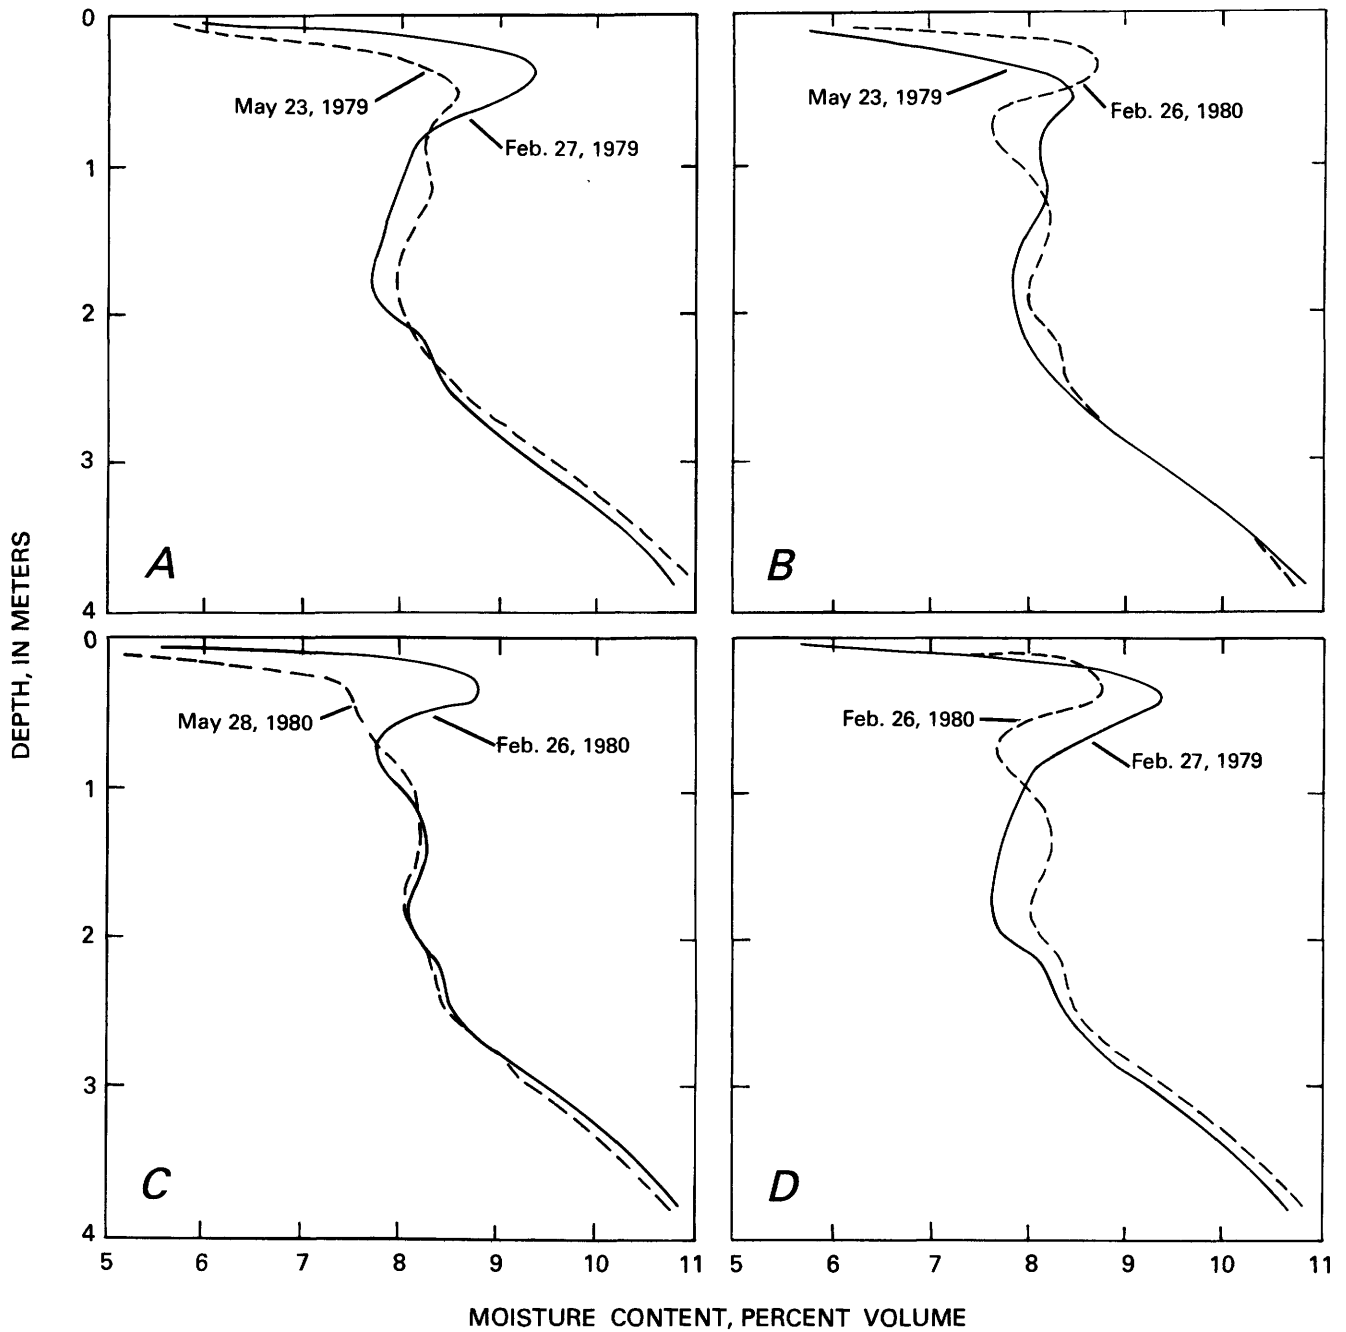 0
May 23, 1979
Feb. 27, 1979
1
2
3
A
4
May 23, 1979
Feb. 26, 1980
B
DEPTH, IN METERS
0
May 28, 1980
Feb. 26, 1980
1
2
3
C
4
5 6 7 8 9 10 11
Feb. 26, 1980
Feb. 27, 1979
D
5 6 7 8 9 10 11
MOISTURE CONTENT, PERCENT VOLUME